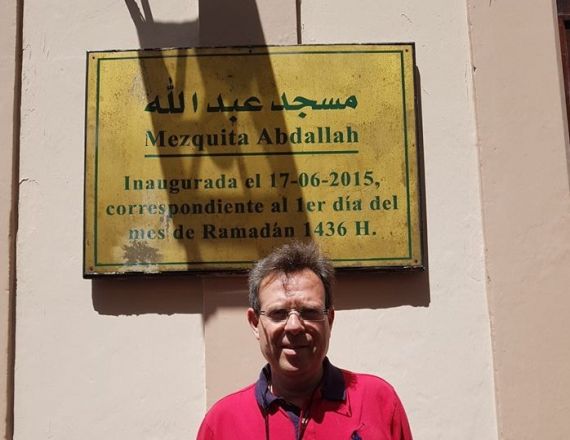 مسجد عبد الله
Mezquita Abdallah
Inaugurada el 17-06-2015,
correspondiente al 1er día del
mes de Ramadán 1436 H.